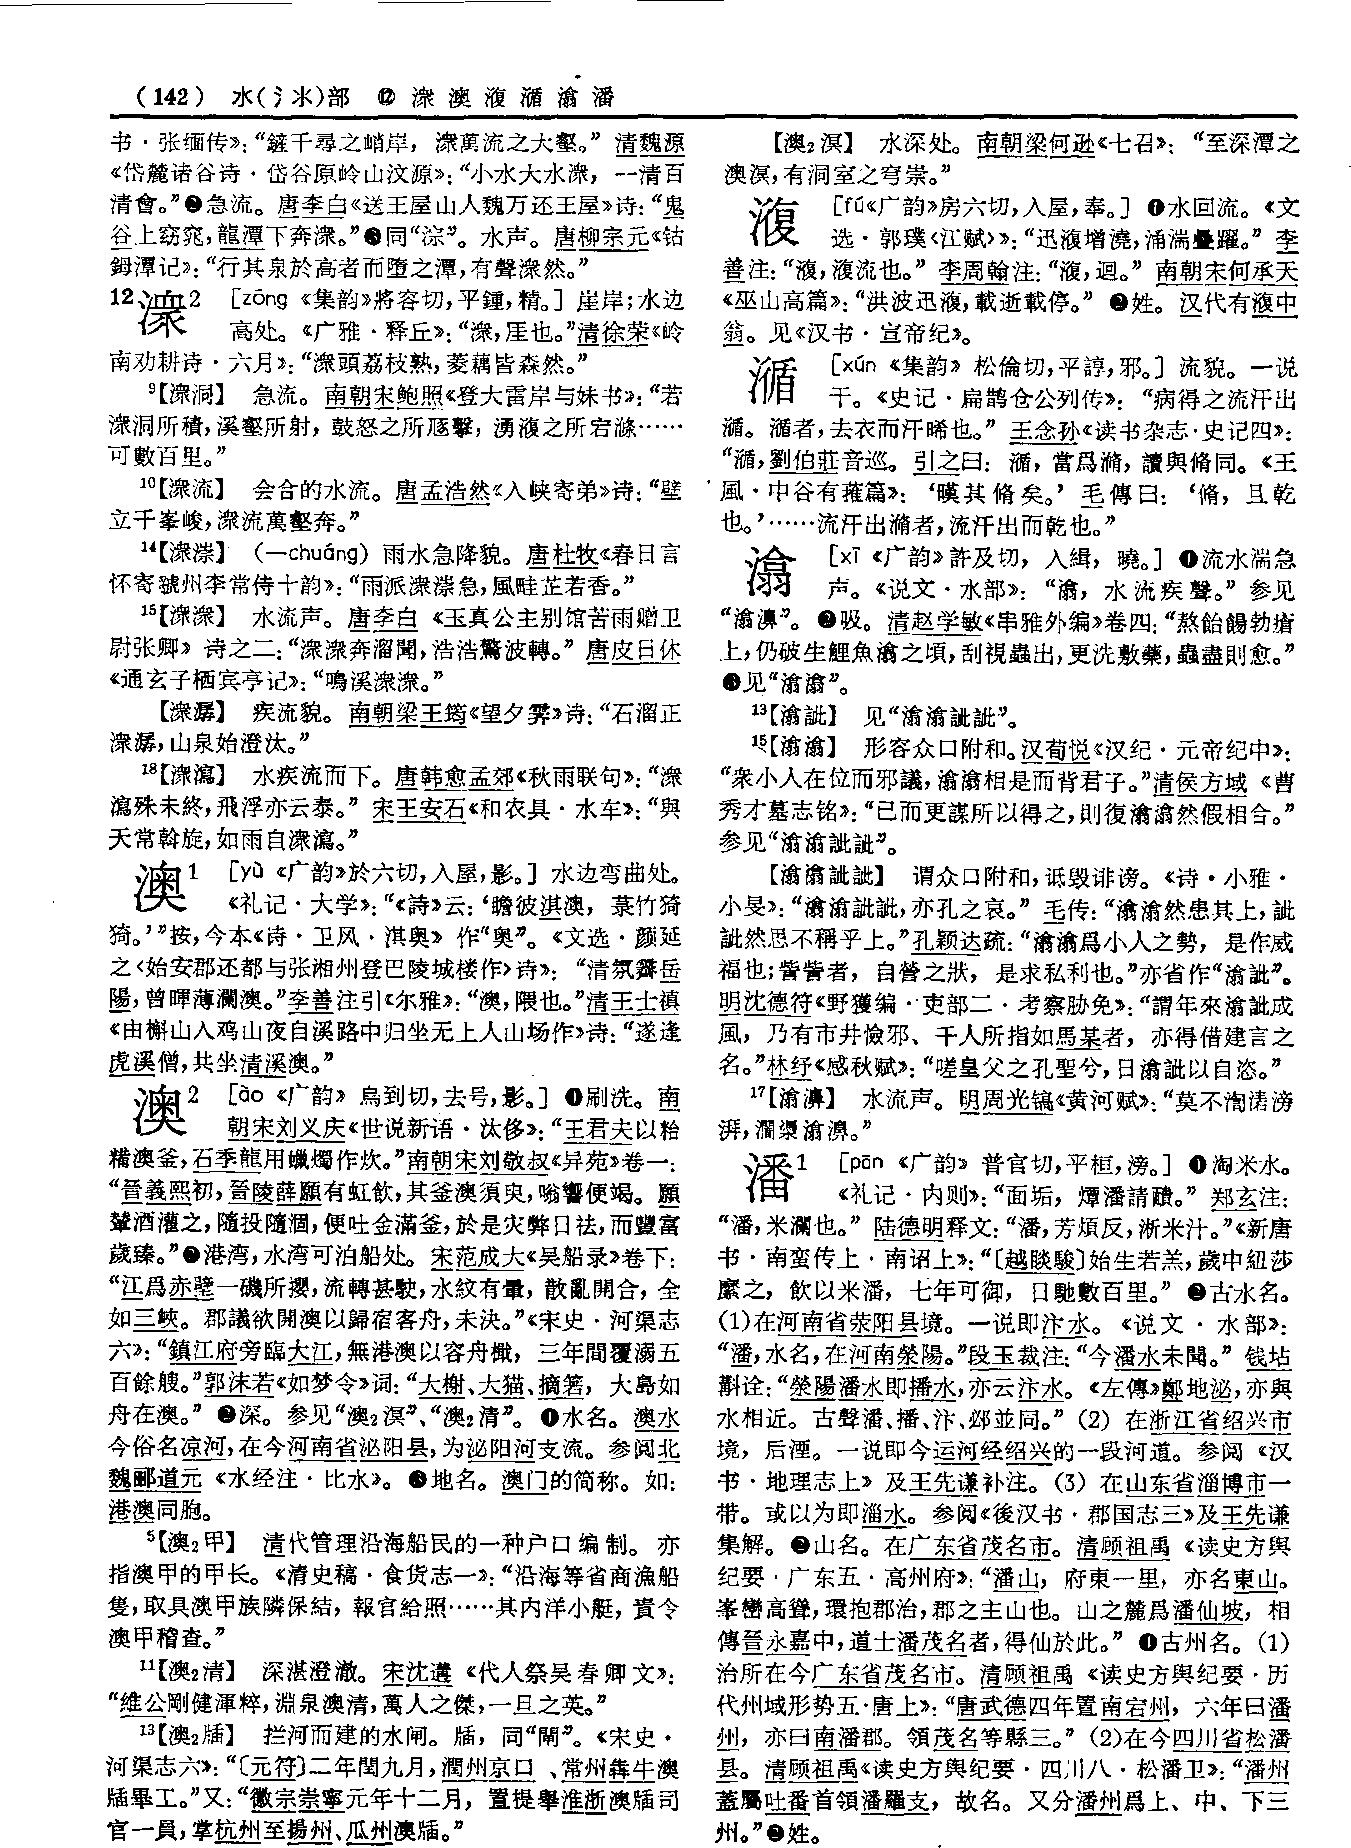 （142） 水(氵氺)部 ⑫ 潀澳澓潃潝潘
书·张缅传》：“鏟千尋之峭岸，潀萬流之大壑。” 清魏源
《岱麓诸谷诗·岱谷原岭山汶源》：“小水大水潀，一一清百
清會。”❷急流。唐李白《送王屋山人魏万还王屋》诗：“鬼
谷上窈窕，龍潭下奔潀。”❸同“淙”。水声。唐柳宗元《钴
鉧潭记》：“行其泉於高者而墮之潭，有聲潀然。”
12潀2 [zōng《集韵》將容切，平鍾，精。] 崖岸；水边
高处。《广雅·释丘》：“潀，厓也。”清徐荣《岭
南劝耕诗·六月》：“潀頭荔枝熟，菱藕皆森然。”
9【潀洞】 急流。南朝宋鲍照《登大雷岸与妹书》：“若
潀洞所積，溪壑所射，鼓怒之所豗擊，湧澓之所宕滌……
可數百里。”
10【潀流】 会合的水流。唐孟浩然《入峡寄弟》诗：“壁
立千峯峻，潀流萬壑奔。”
14【潀漴】 （—chuáng）雨水急降貌。唐杜牧《春日言
怀寄虢州李常侍十韵》：“雨派潀漴急，風畦芷若香。”
15【潀潀】 水流声。唐李白《玉真公主别馆苦雨赠卫
尉张卿》诗之二：“潀潀奔溜聞，浩浩驚波轉。” 唐皮日休
《通玄子栖宾亭记》：“鳴溪潀潀。”
【潀潺】 疾流貌。南朝梁王筠《望夕霁》诗：“石溜正
潀潺，山泉始澄汰。”
18【潀瀉】 水疾流而下。唐韩愈孟郊《秋雨联句》：“潀
瀉殊未終，飛浮亦云泰。” 宋王安石《和农具·水车》：“與
天常斡旋，如雨自潀瀉。”
澳1 [yù《广韵》於六切，入屋，影。] 水边弯曲处。
《礼记·大学》：“《詩》云：‘瞻彼淇澳，菉竹猗
猗。’”按，今本《诗·卫风·淇奥》作“奥”。《文选·颜延
之〈始安郡还都与张湘州登巴陵城楼作〉诗》：“清氛霽岳
陽，曾暉薄瀾澳。”李善注引《尔雅》：“澳，隈也。”清王士禛
《由槲山入鸡山夜自溪路中归坐无上人山场作》诗：“遂逢
虎溪僧，共坐清溪澳。”
澳2 [ào《广韵》烏到切，去号，影。] ❶刷洗。南
朝宋刘义庆《世说新语·汰侈》：“王君夫以𥹋
糒澳釜，石季龍用蠟燭作炊。”南朝宋刘敬叔《异苑》卷一：
“晉義熙初，晉陵薛願有虹飲，其釜澳須臾，嗡響便竭。願
輦酒灌之，隨投隨涸，便吐金滿釜，於是灾弊日祛，而豐富
歲臻。”❷港湾，水湾可泊船处。宋范成大《吴船录》卷下：
“江爲赤壁一磯所攖，流轉甚駛，水紋有暈，散亂開合，全
如三峽。郡議欲開澳以歸宿客舟，未決。”《宋史·河渠志
六》：“鎮江府旁臨大江，無港澳以容舟檝，三年間覆溺五
百餘艘。”郭沫若《如梦令》词：“大榭、大猫、摘箬，大島如
舟在澳。” ❸深。参见“澳2溟”、“澳2清”。❹水名。澳水
今俗名凉河，在今河南省泌阳县，为泌阳河支流。参阅北
魏郦道元《水经注·比水》。❺地名。澳门的简称。如：
港澳同胞。
5【澳2甲】 清代管理沿海船民的一种户口编制。亦
指澳甲的甲长。《清史稿·食货志一》：“沿海等省商漁船
隻，取具澳甲族隣保結，報官給照……其内洋小艇，責令
澳甲稽查。”
11【澳2清】 深湛澄澈。宋沈遘《代人祭吴春卿文》：
“維公剛健渾粹，淵泉澳清，萬人之傑，一旦之英。”
13【澳2牐】 拦河而建的水闸。牐，同“閘”。《宋史·
河渠志六》：“〔元符〕二年閏九月，潤州京口、常州犇牛澳
牐畢工。”又：“徽宗崇寧元年十二月，置提舉淮浙澳牐司
官一員，掌杭州至揚州、瓜州澳牐。”
【澳2溟】 水深处。南朝梁何逊《七召》：“至深潭之
澳溟，有洞室之穹崇。”
澓 [fú《广韵》房六切，入屋，奉。] ❶水回流。《文
选·郭璞〈江赋〉》：“迅澓增澆，涌湍疊躍。” 李
善注：“澓，澓流也。” 李周翰注：“澓，迴。” 南朝宋何承天
《巫山高篇》：“洪波迅澓，載逝載停。” ❷姓。汉代有澓中
翁。见《汉书·宣帝纪》。
㵌 [xún《集韵》松倫切，平諄，邪。] 流貌。一说
干。《史记·扁鹊仓公列传》：“病得之流汗出
㵌。㵌者，去衣而汗晞也。” 王念孙《读书杂志·史记四》：
“㵌，劉伯莊音巡。引之曰：㵌，當爲滫，讀與脩同。《王
風·中谷有蓷篇》：‘暵其脩矣。’毛傳曰：‘脩，且乾
也。’……流汗出滫者，流汗出而乾也。”
潝 [xī《广韵》許及切，入緝，曉。] ❶流水湍急
声。《说文·水部》：“潝，水流疾聲。” 参见
“潝濞”。❷吸。清赵学敏《串雅外编》卷四：“熬飴餳勃瘡
上，仍破生鯉魚潝之頃，刮視蟲出，更洗敷藥，蟲盡則愈。”
❸见“潝潝”。
13【潝訿】 见“潝潝訿訿”。
15【潝潝】 形容众口附和。汉荀悦《汉纪·元帝纪中》：
“衆小人在位而邪議，潝潝相是而背君子。”清侯方域《曹
秀才墓志铭》：“已而更謀所以得之，則復潝潝然假相合。”
参见“潝潝訿訿”。
【潝潝訿訿】 谓众口附和，诋毁诽谤。《诗·小雅·
小旻》：“潝潝訿訿，亦孔之哀。” 毛传：“潝潝然患其上，訿
訿然思不稱乎上。”孔颖达疏：“潝潝爲小人之勢，是作威
福也；訾訾者，自營之狀，是求私利也。”亦省作“潝訿”。
明沈德符《野獲编·吏部二·考察胁免》：“謂年來潝訿成
風，乃有市井憸邪、千人所指如馬某者，亦得借建言之
名。”林纾《感秋赋》：“嗟皇父之孔聖兮，日潝訿以自恣。”
17【潝濞】 水流声。明周光镐《黄河赋》：“莫不淘濤滂
湃，澗㶗潝濞。”
潘1 [pān《广韵》普官切，平桓，滂。] ❶淘米水。
《礼记·内则》：“面垢，燂潘請靧。” 郑玄注：
“潘，米瀾也。” 陆德明释文：“潘，芳煩反，淅米汁。”《新唐
书·南蛮传上·南诏上》：“〔越睒駿〕始生若羔，歲中紐莎
縻之，飲以米潘，七年可御，日馳數百里。” ❷古水名。
(1)在河南省荥阳县境。一说即汴水。《说文·水部》：
“潘，水名，在河南滎陽。”段玉裁注：“今潘水未聞。” 钱坫
斠诠：“滎陽潘水即播水，亦云汴水。《左傳》鄭地泌，亦與
水相近。古聲潘、播、汴、邲並同。”(2) 在浙江省绍兴市
境，后湮。一说即今运河经绍兴的一段河道。参阅《汉
书·地理志上》及王先谦补注。(3) 在山东省淄博市一
带。或以为即淄水。参阅《後汉书·郡国志三》及王先谦
集解。❸山名。在广东省茂名市。清顾祖禹《读史方舆
纪要·广东五·高州府》：“潘山，府東一里，亦名東山。
峯巒高聳，環抱郡治，郡之主山也。山之麓爲潘仙坡，相
傳晉永嘉中，道士潘茂名者，得仙於此。” ❹古州名。(1)
治所在今广东省茂名市。清顾祖禹《读史方舆纪要·历
代州域形势五·唐上》：“唐武德四年置南宕州，六年曰潘
州，亦曰南潘郡。領茂名等縣三。”(2)在今四川省松潘
县。清顾祖禹《读史方舆纪要·四川八·松潘卫》：“潘州
蓋屬吐番首領潘羅支，故名。又分潘州爲上、中、下三
州。”❺姓。